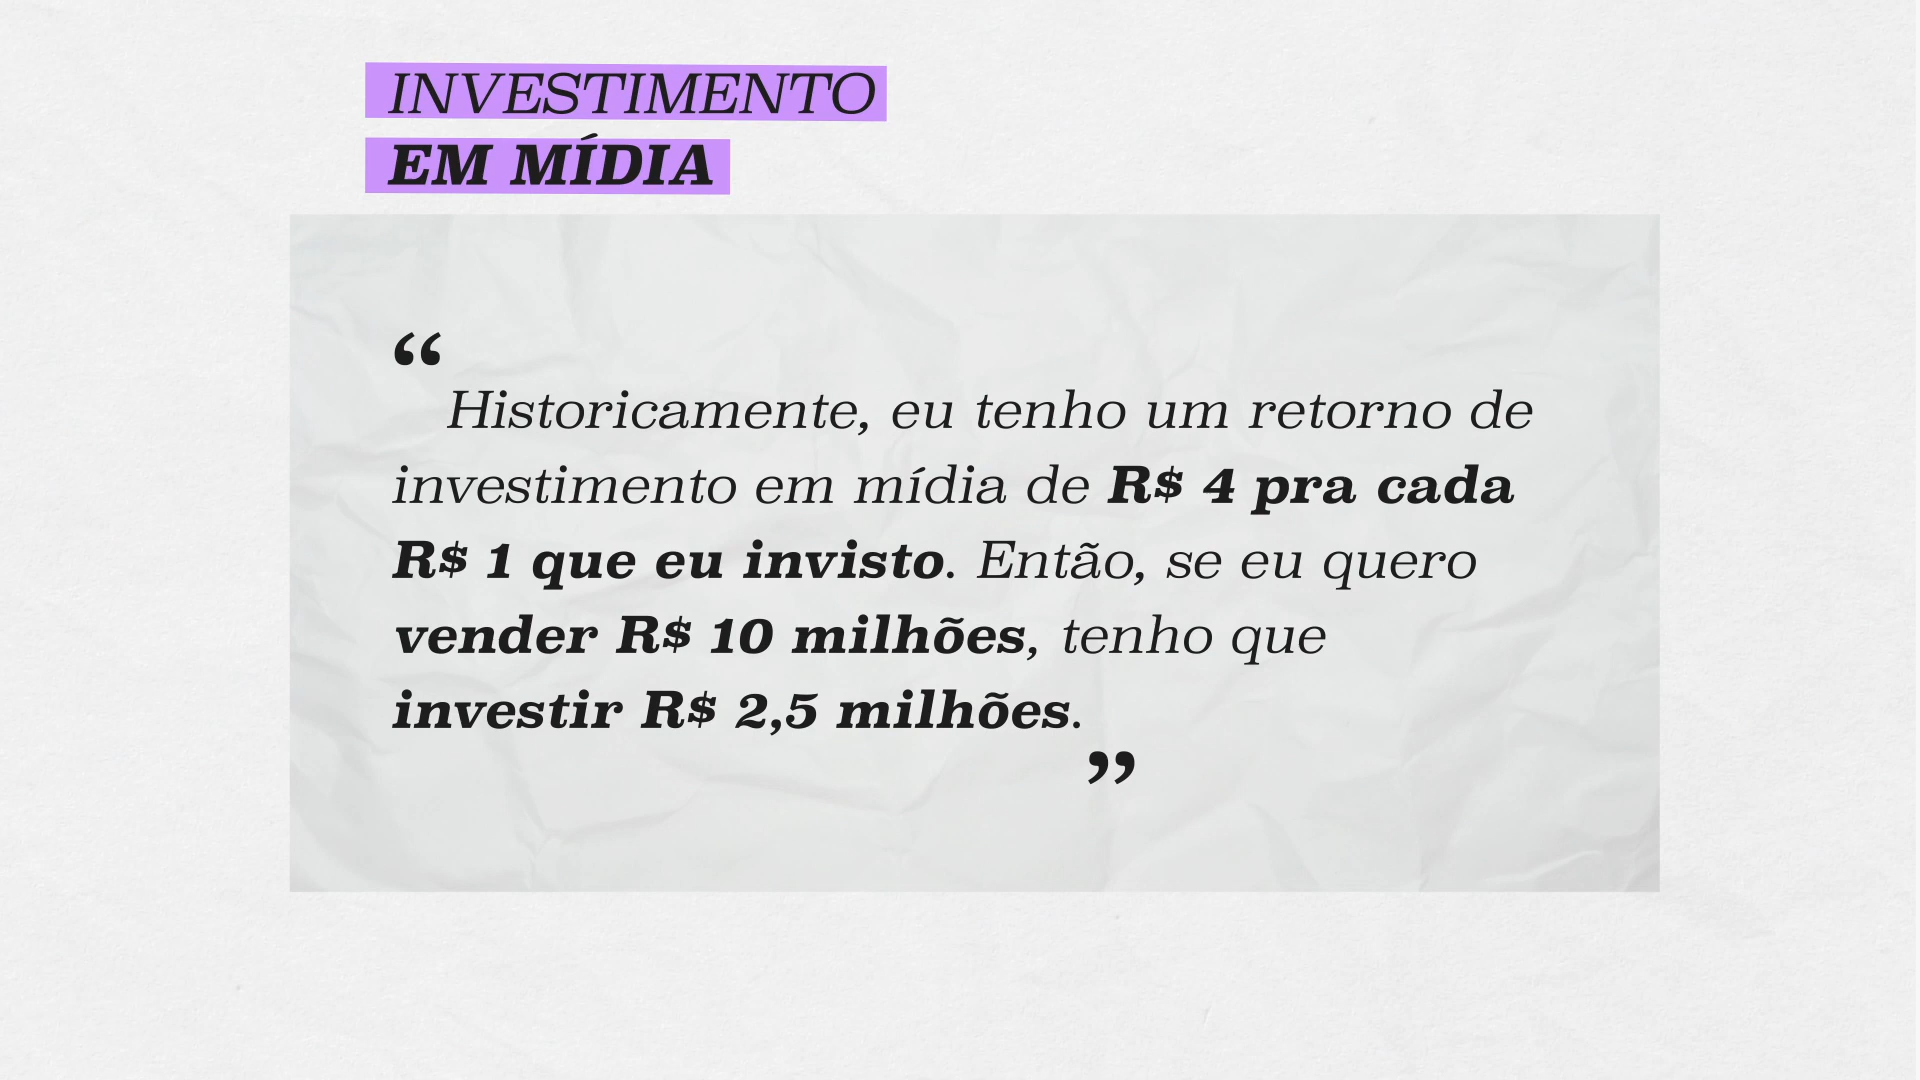 INVESTIMENTO
EM MÍDIA
“
Historicamente, eu tenho um retorno de
investimento em mídia de R$ 4 pra cada
R$ 1 que eu invisto. Então, se eu quero
vender R$ 10 milhões, tenho que
investir R$ 2,5 milhões.
”